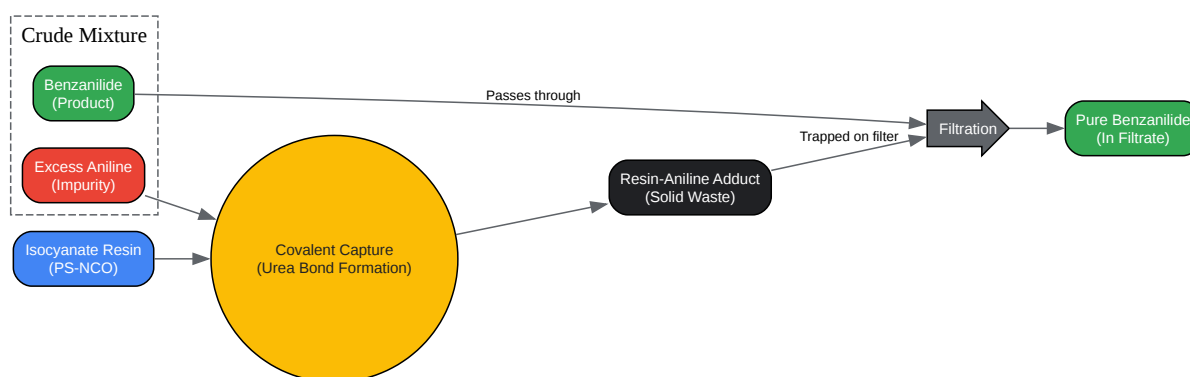 Crude Mixture
Benzanilide
(Product)
Passes through
Excess Aniline
(Impurity)
Isocyanate Resin
(PS-NCO)
Covalent Capture
(Urea Bond Formation)
Resin-Aniline Adduct
(Solid Waste)
Trapped on filter
Filtration
Pure Benzanilide
(In Filtrate)